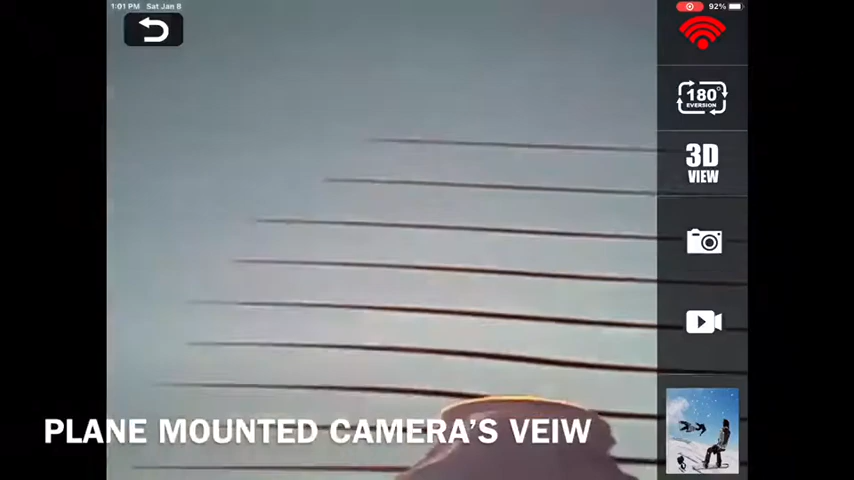 1:01 PM Sat Jan 8
92%
180°
EVERSION
3D
VIEW
PLANE MOUNTED CAMERA'S VEIW